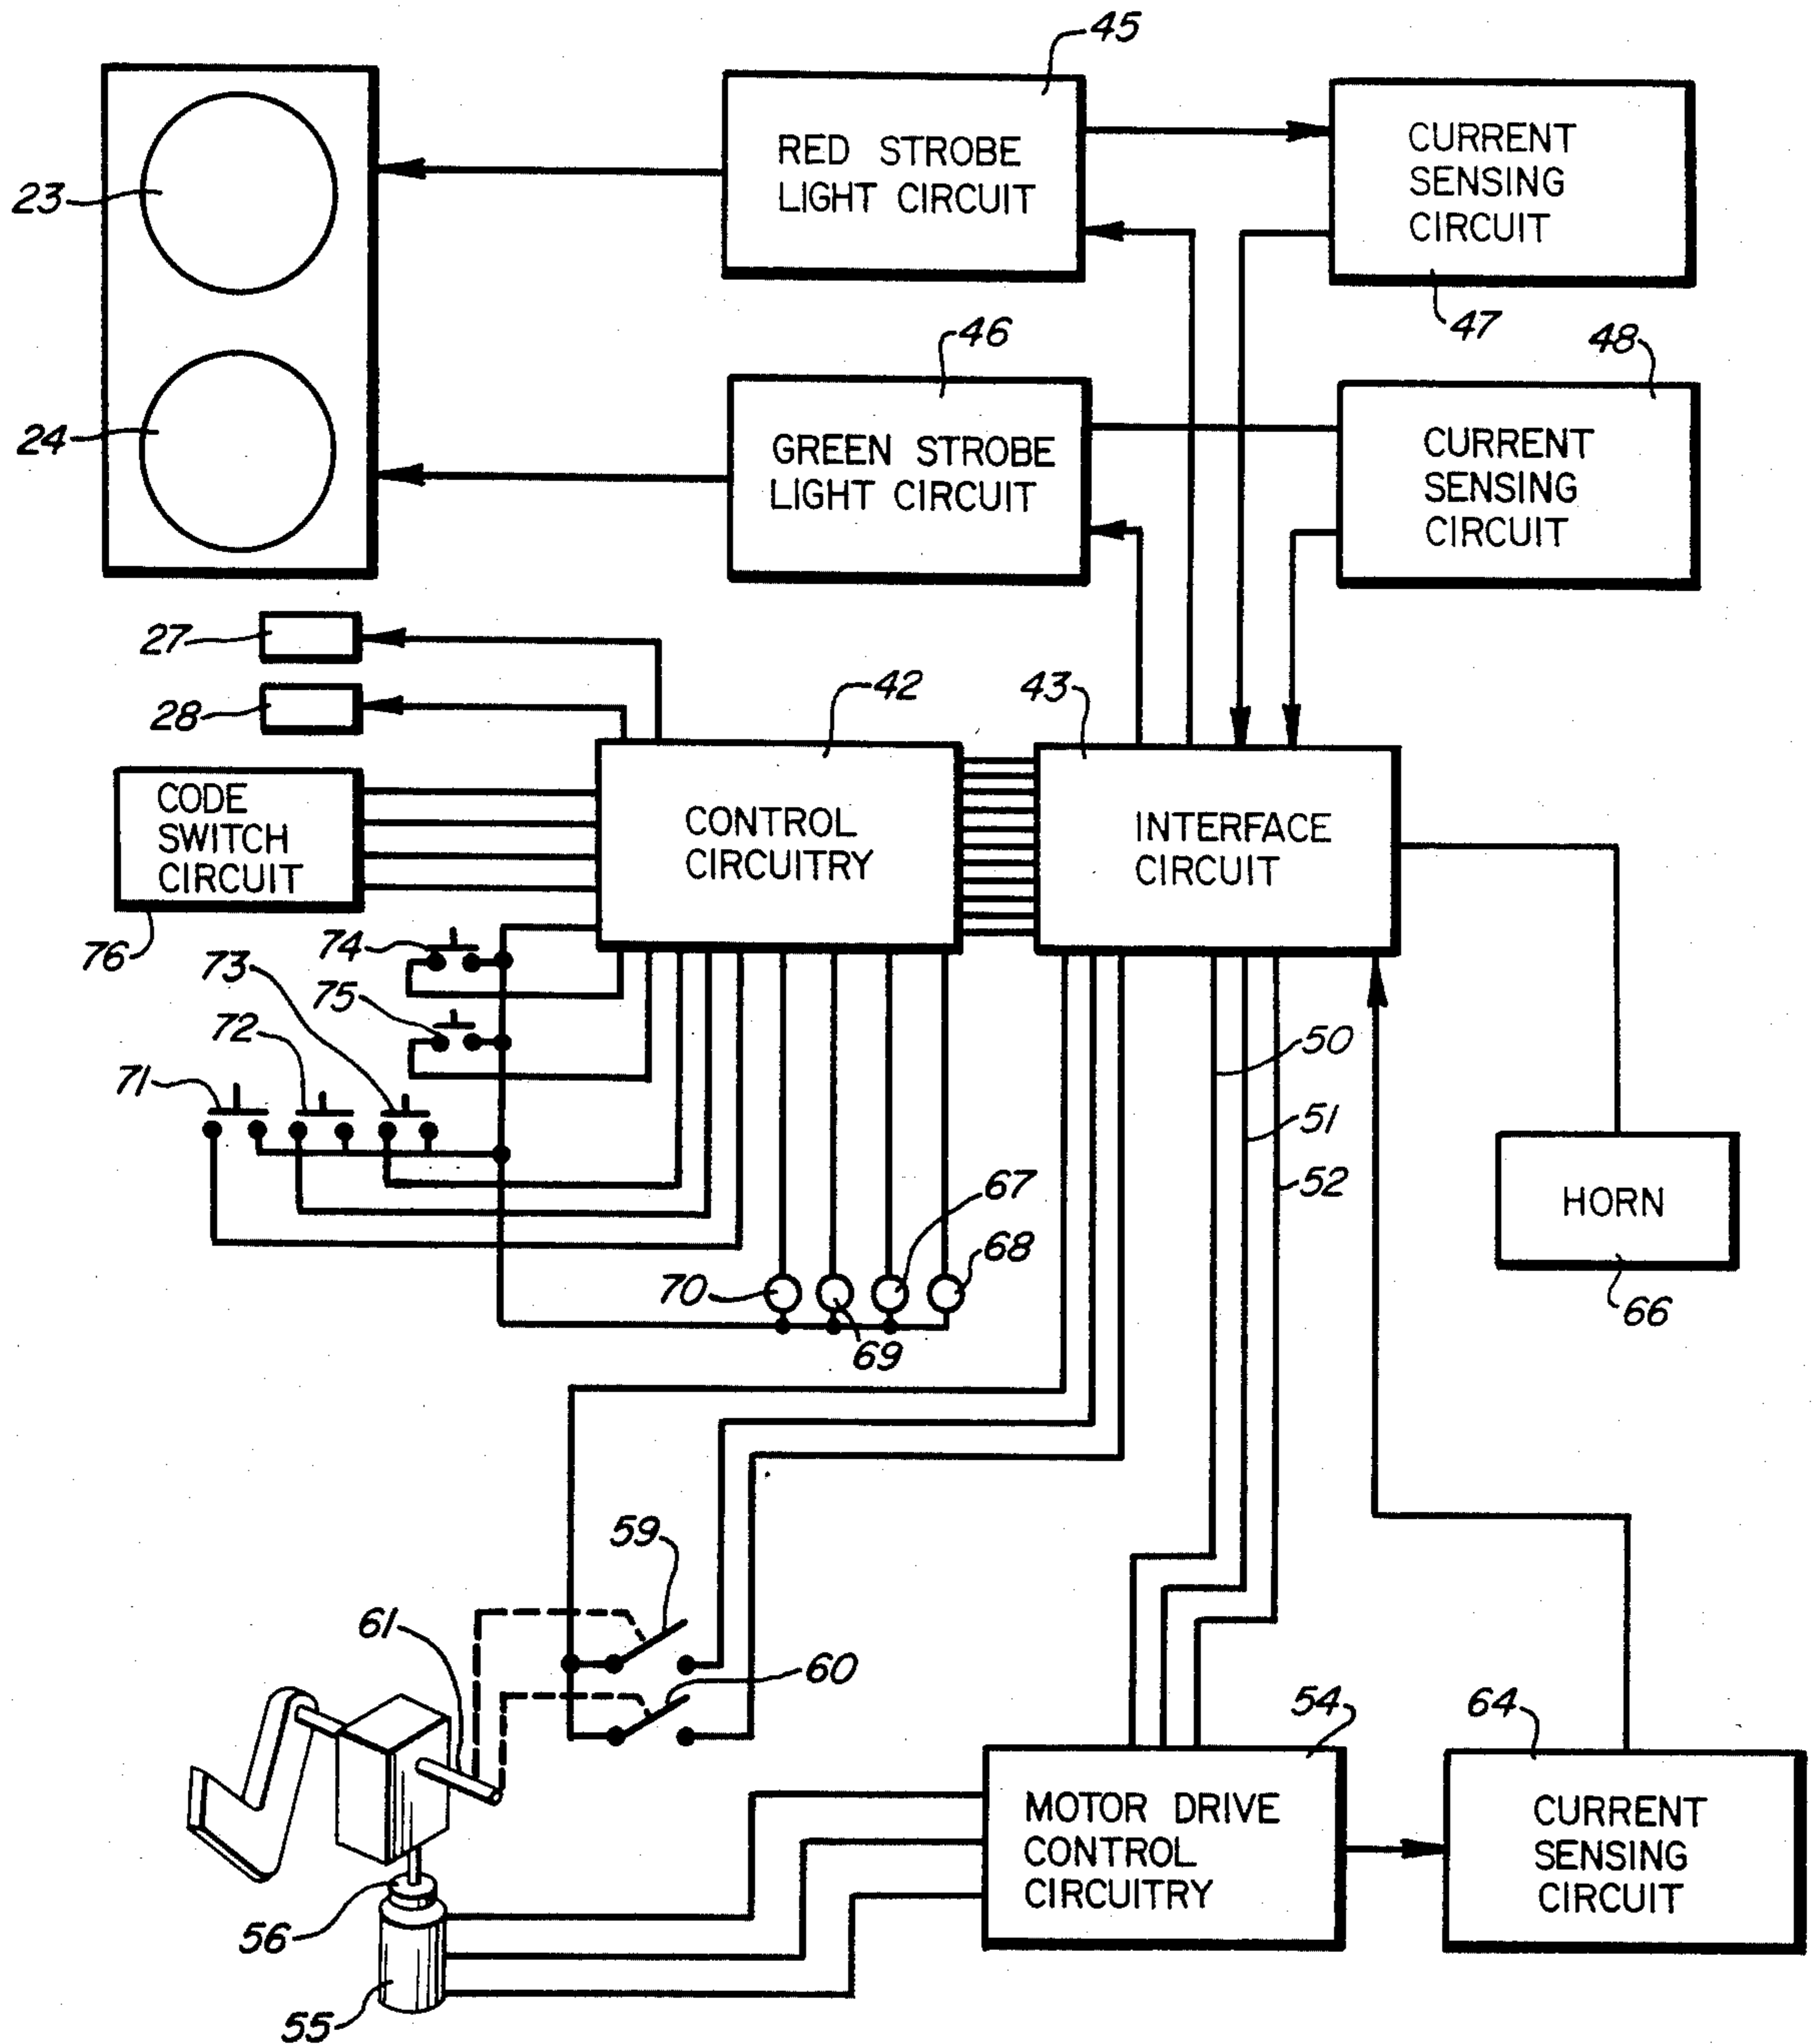 45
RED STROBE
LIGHT CIRCUIT
CURRENT
SENSING
CIRCUIT
23
47
46
48
24
GREEN STROBE
LIGHT CIRCUIT
CURRENT
SENSING
CIRCUIT
27
28
42
43
CODE
SWITCH
CIRCUIT
CONTROL
CIRCUITRY
INTERFACE
CIRCUIT
76
74
73
75
72
71
50
51
52
67
68
70
69
HORN
66
59
61
60
54
64
MOTOR DRIVE
CONTROL
CIRCUITRY
CURRENT
SENSING
CIRCUIT
56
55